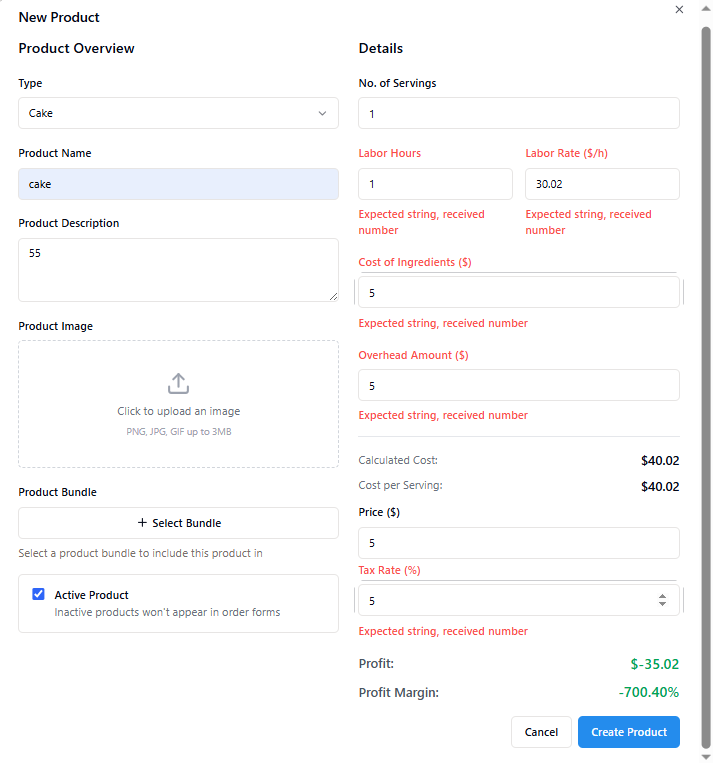 New Product
Product Overview
Type
Cake
Product Name
cake
Product Description
55
Product Image
Click to upload an image
PNG, JPG, GIF up to 3MB
Product Bundle
+ Select Bundle
Select a product bundle to include this product in
Active Product
Inactive products won't appear in order forms
Details
No. of Servings
1
Labor Hours
1
Expected string, received
number
Labor Rate ($/h)
30.02
Expected string, received
number
Cost of Ingredients ($)
5
Expected string, received number
Overhead Amount ($)
5
Expected string, received number
Calculated Cost: $40.02
Cost per Serving: $40.02
Price ($)
5
Tax Rate (%)
5
Expected string, received number
Profit: $-35.02
Profit Margin: -700.40%
Cancel
Create Product